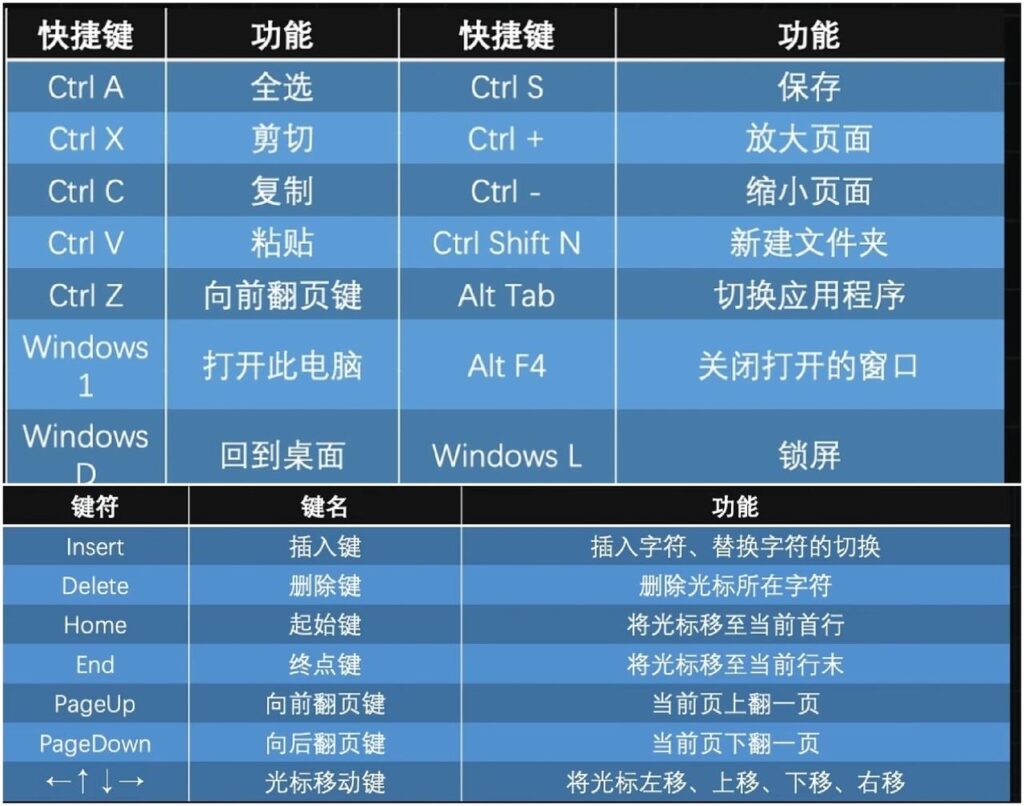 快捷键 功能 快捷键 功能
Ctrl A 全选 Ctrl S 保存
Ctrl X 剪切 Ctrl + 放大页面
Ctrl C 复制 Ctrl - 缩小页面
Ctrl V 粘贴 Ctrl Shift N 新建文件夹
Ctrl Z 向前翻页键 Alt Tab 切换应用程序
Windows 1 打开此电脑 Alt F4 关闭打开的窗口
Windows D 回到桌面 Windows L 锁屏
键符 键名 功能
Insert 插入键 插入字符、替换字符的切换
Delete 删除键 删除光标所在字符
Home 起始键 将光标移至当前首行
End 终点键 将光标移至当前行末
PageUp 向前翻页键 当前页上翻一页
PageDown 向后翻页键 当前页下翻一页
←↑↓→ 光标移动键 将光标左移、上移、下移、右移